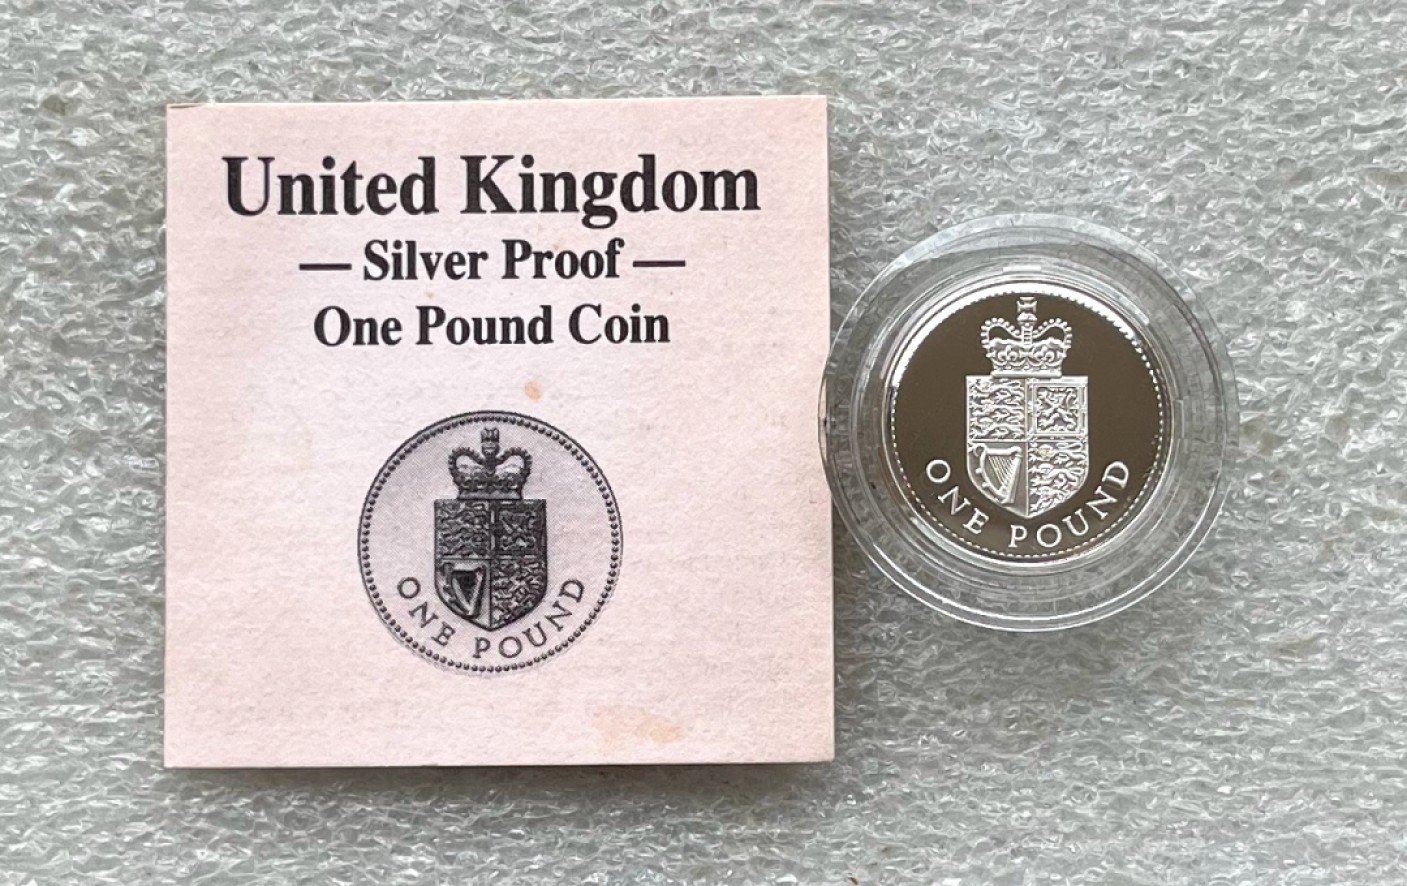 United Kingdom
— Silver Proof —
One Pound Coin
ONE POUND
ONE POUND